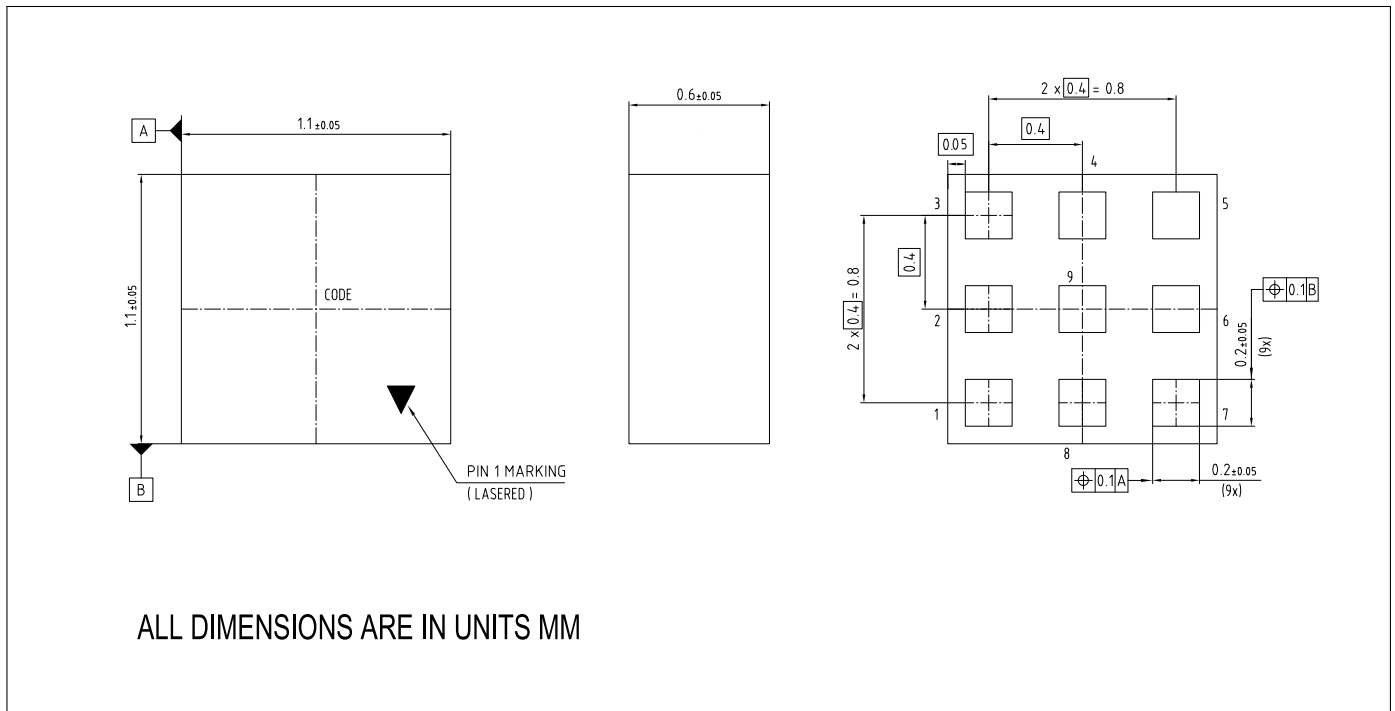 A
1.1±0.05
1.1±0.05
CODE
B
PIN 1 MARKING
( LASERED )
0.6±0.05
2 x 0.4 = 0.8
0.4
0.05
4
3
5
0.4
2 x 0.4 = 0.8
9
2
6
0.1 B
0.2±0.05
(9x)
1
7
8
⌖ 0.1 A
0.2±0.05
(9x)
ALL DIMENSIONS ARE IN UNITS MM